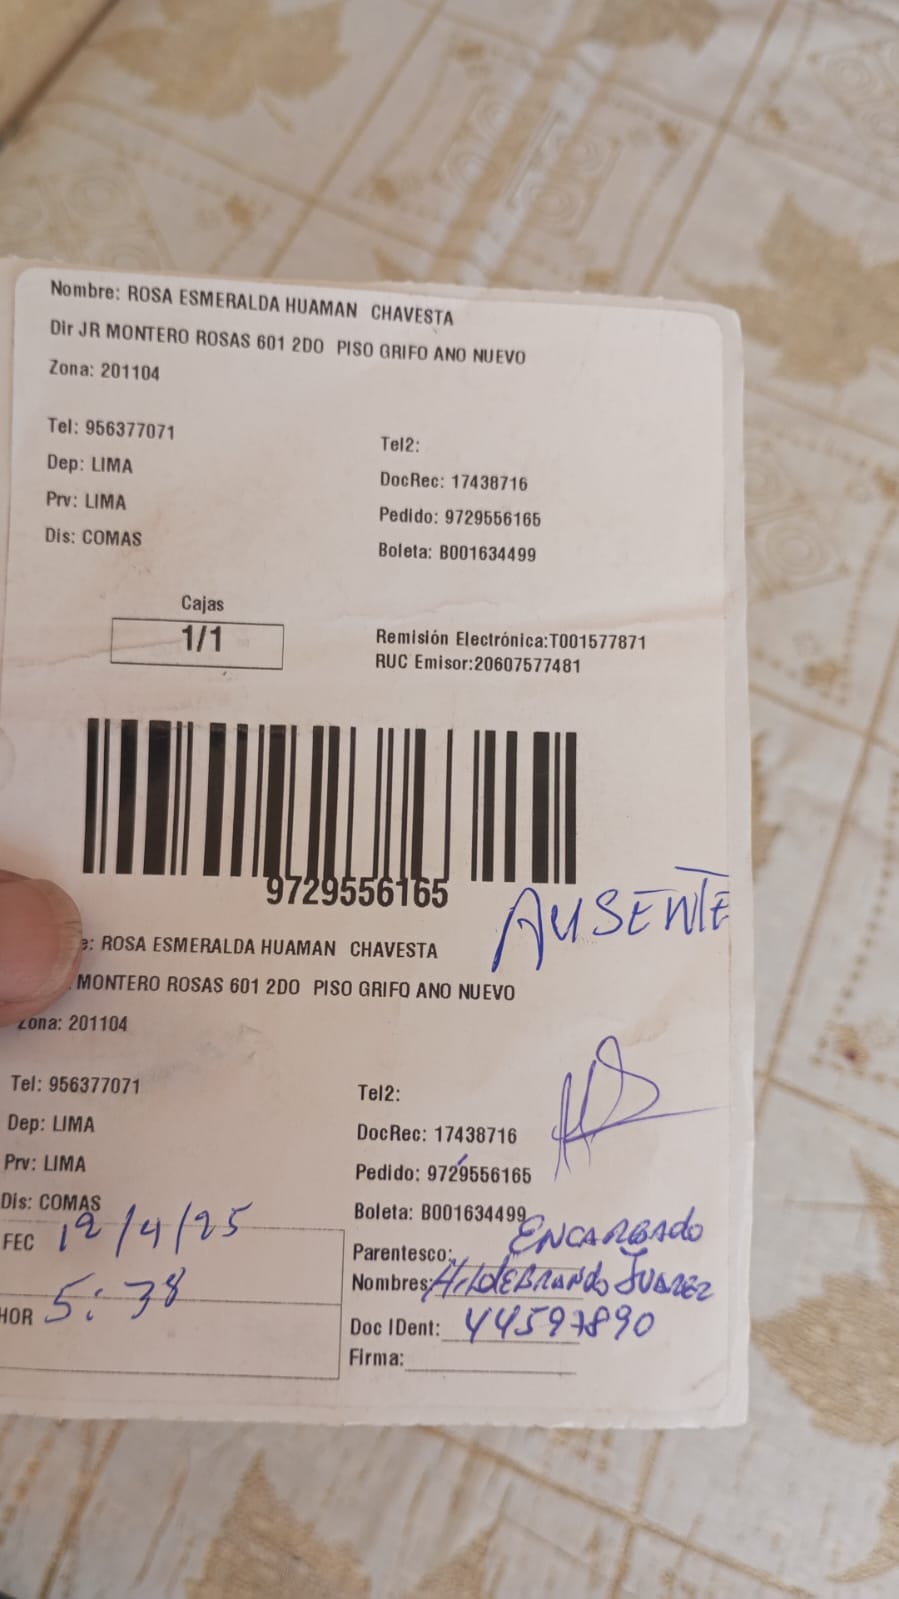 Nombre: ROSA ESMERALDA HUAMAN CHAVESTA
Dir JR MONTERO ROSAS 601 2DO PISO GRIFO ANO NUEVO
Zona: 201104
Tel: 956377071
Tel2:
Dep: LIMA
DocRec: 17438716
Prv: LIMA
Pedido: 9729556165
Dis: COMAS
Boleta: B001634499
Cajas
1/1
Remisión Electrónica:T001577871
RUC Emisor:20607577481
9729556165
AUSENTE
e: ROSA ESMERALDA HUAMAN CHAVESTA
. MONTERO ROSAS 601 2DO PISO GRIFO ANO NUEVO
Zona: 201104
Tel: 956377071
Tel2:
Dep: LIMA
DocRec: 17438716
Prv: LIMA
Pedido: 9729556165
Dis: COMAS
Boleta: B001634499
FEC 12/4/25
Parentesco: ENCARGADO
Nombres: HILDEBRANDO JUAREZ
HOR 5:38
Doc IDent: 44597890
Firma: